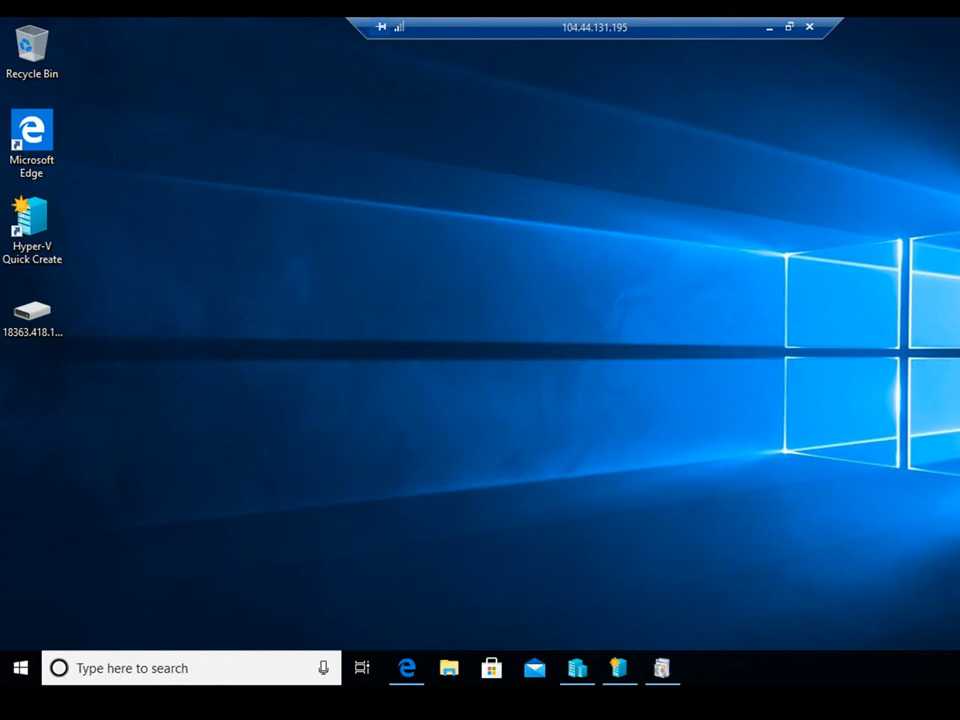 104.44.131.195
Recycle Bin
Microsoft
Edge
Hyper-V
Quick Create
18363.418.1...
Type here to search